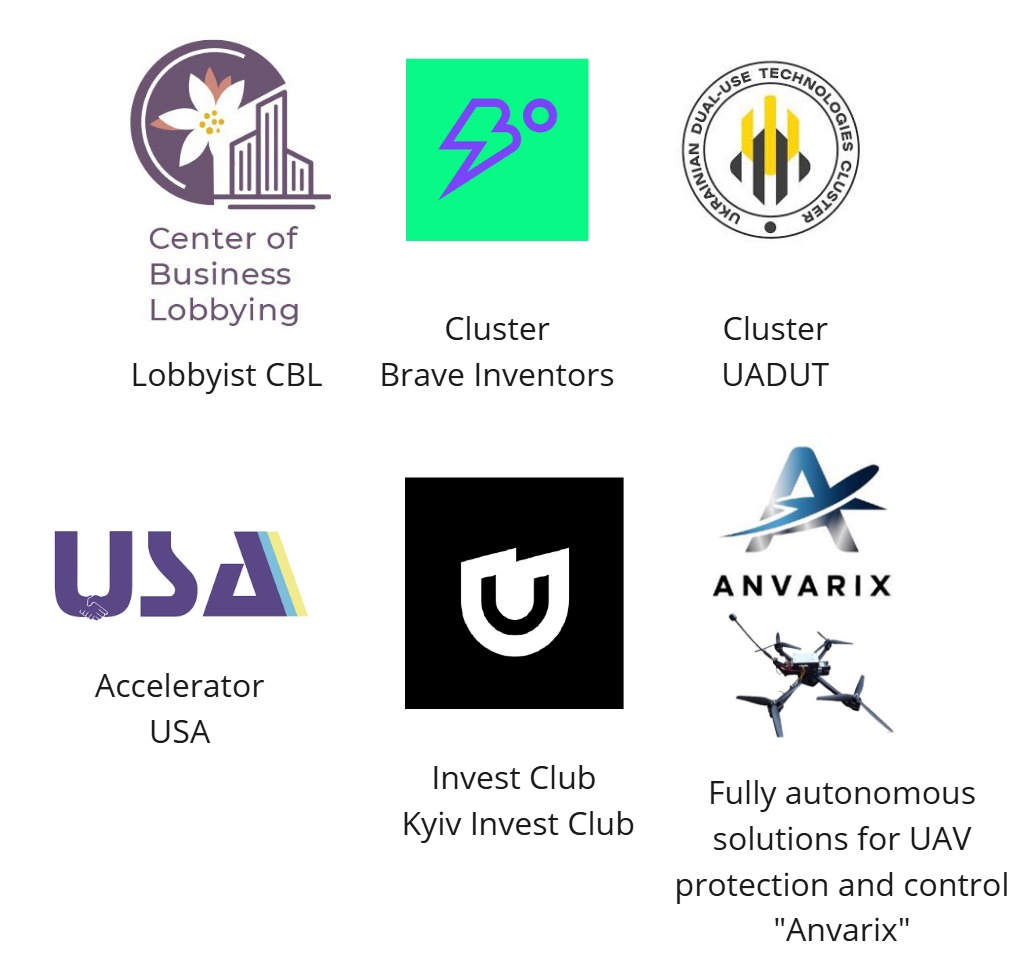 Center of
Business
Lobbying
Lobbyist CBL
Cluster
Brave Inventors
UKRAINIAN DUAL-USE TECHNOLOGIES CLUSTER
Cluster
UADUT
USA
Accelerator
USA
Invest Club
Kyiv Invest Club
ANVARIX
Fully autonomous
solutions for UAV
protection and control
"Anvarix"